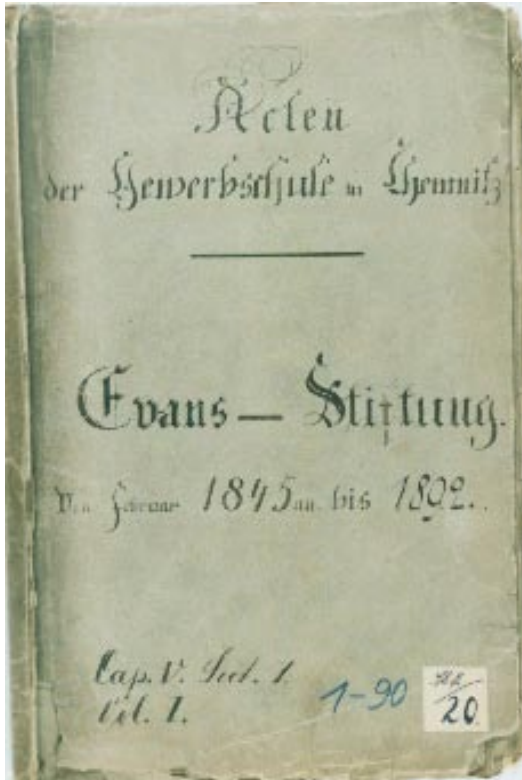 Acten
der Gewerbschule in Chemnitz
Evans — Stiftung.
Von Februar 1845 an bis 1892.
Cap. V. Sect. 1.
Vol. I.
1-90
20